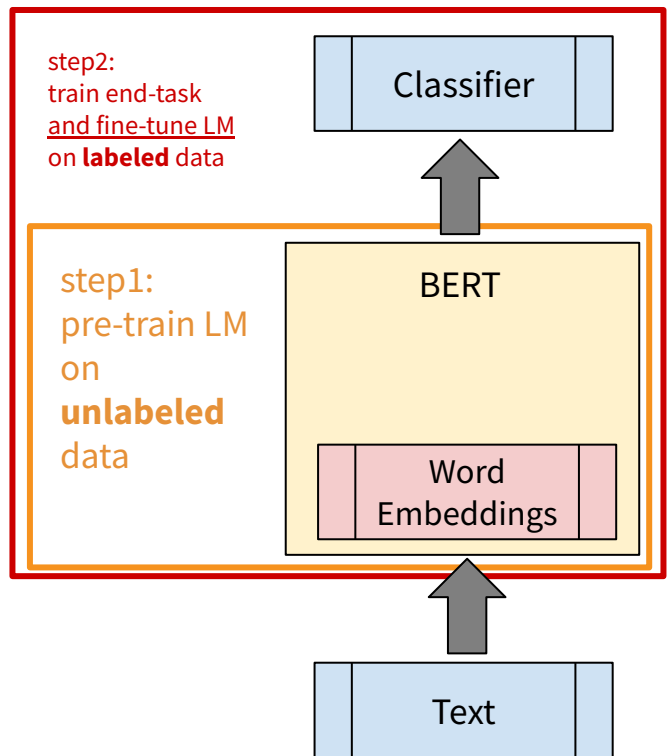 step2:
train end-task
and fine-tune LM
on labeled data
Classifier
step1:
pre-train LM
on
unlabeled
data
BERT
Word
Embeddings
Text